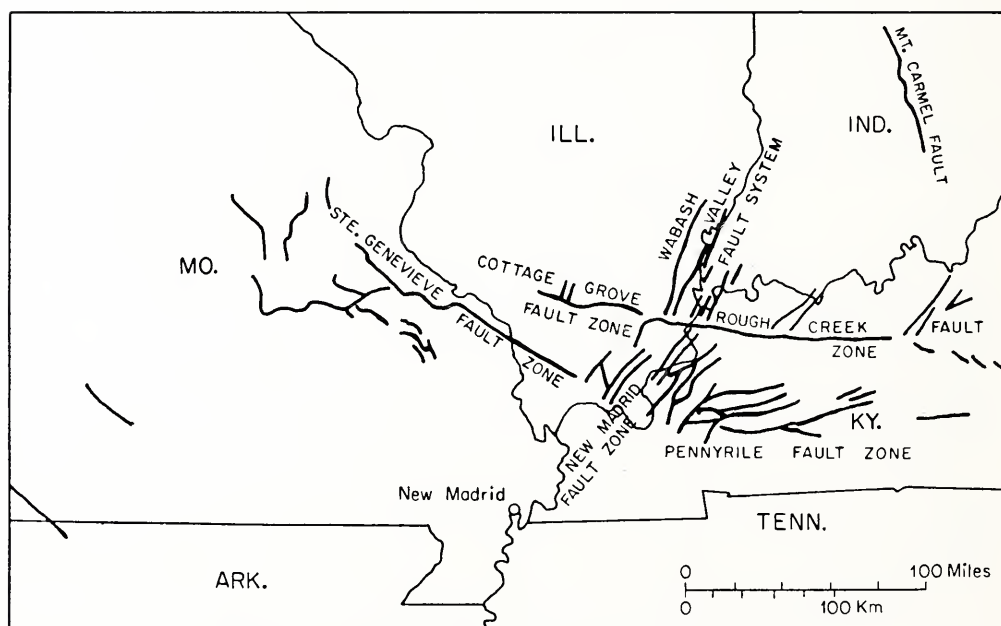 MT. CARMEL FAULT
ILL.
IND.
WABASH VALLEY
FAULT SYSTEM
STE. GENEVIEVE
FAULT ZONE
MO.
COTTAGE GROVE
FAULT ZONE
ROUGH CREEK FAULT
ZONE
NEW MADRID
FAULT ZONE
KY.
PENNYRILE FAULT ZONE
New Madrid
TENN.
ARK.
0 100 Miles
0 100 Km